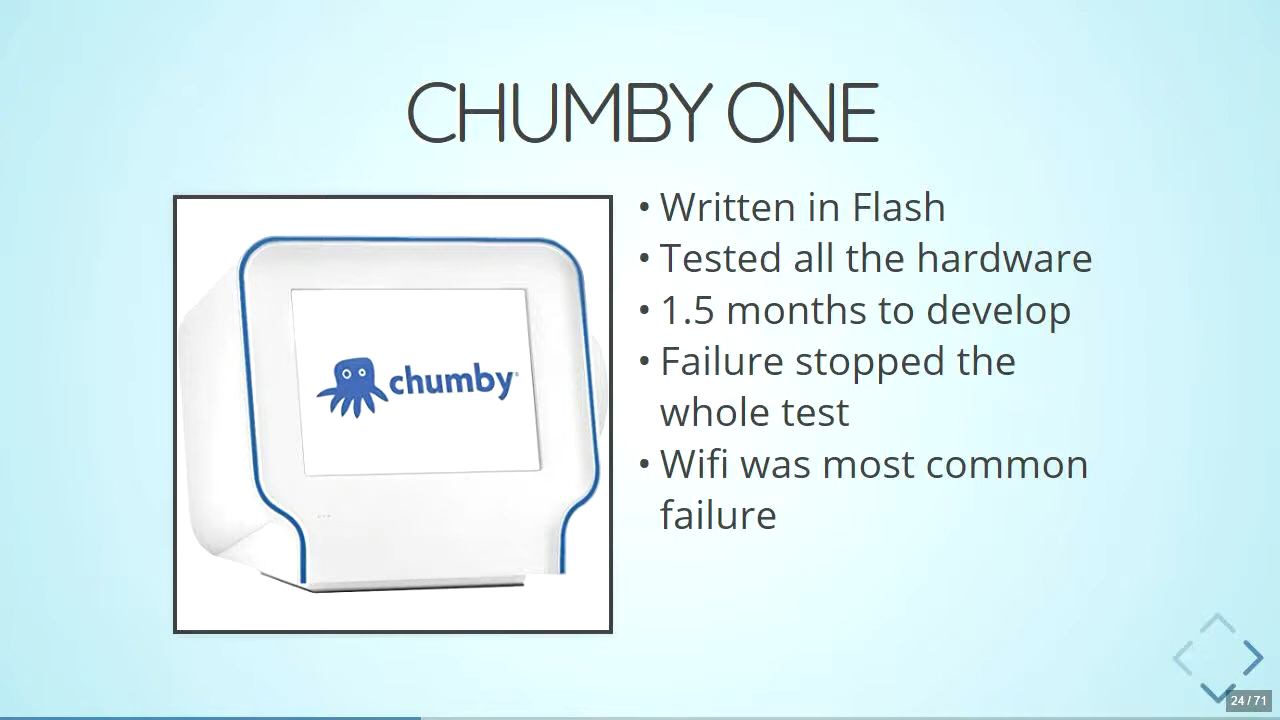 CHUMBY ONE
chumby
• Written in Flash
• Tested all the hardware
• 1.5 months to develop
• Failure stopped the
whole test
• Wifi was most common
failure
24 / 71